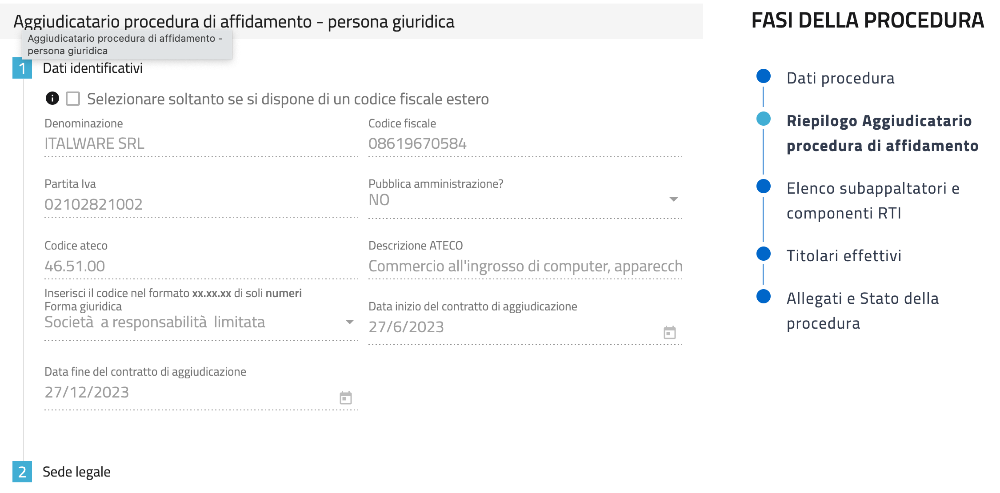 Aggiudicatario procedura di affidamento - persona giuridica
Aggiudicatario procedura di affidamento -
persona giuridica
1 Dati identificativi
Selezionare soltanto se si dispone di un codice fiscale estero
Denominazione
ITALWARE SRL
Codice fiscale
08619670584
Partita Iva
02102821002
Pubblica amministrazione?
NO
Codice ateco
46.51.00
Inserisci il codice nel formato xx.xx.xx di soli numeri
Descrizione ATECO
Commercio all'ingrosso di computer, apparecch
Forma giuridica
Società a responsabilità limitata
Data inizio del contratto di aggiudicazione
27/6/2023
Data fine del contratto di aggiudicazione
27/12/2023
2 Sede legale
FASI DELLA PROCEDURA
Dati procedura
Riepilogo Aggiudicatario
procedura di affidamento
Elenco subappaltatori e
componenti RTI
Titolari effettivi
Allegati e Stato della
procedura